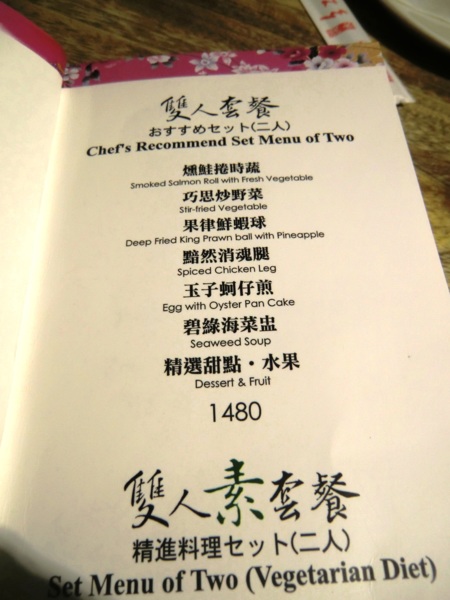 雙人套餐
おすすめセット(二人)
Chef's Recommend Set Menu of Two
燻鮭捲時蔬
Smoked Salmon Roll with Fresh Vegetable
巧思炒野菜
Stir-fried Vegetable
果律鮮蝦球
Deep Fried King Prawn ball with Pineapple
黯然消魂腿
Spiced Chicken Leg
玉子蚵仔煎
Egg with Oyster Pan Cake
碧綠海菜盅
Seaweed Soup
精選甜點・水果
Dessert & Fruit
1480
雙人素套餐
精進料理セット(二人)
Set Menu of Two (Vegetarian Diet)